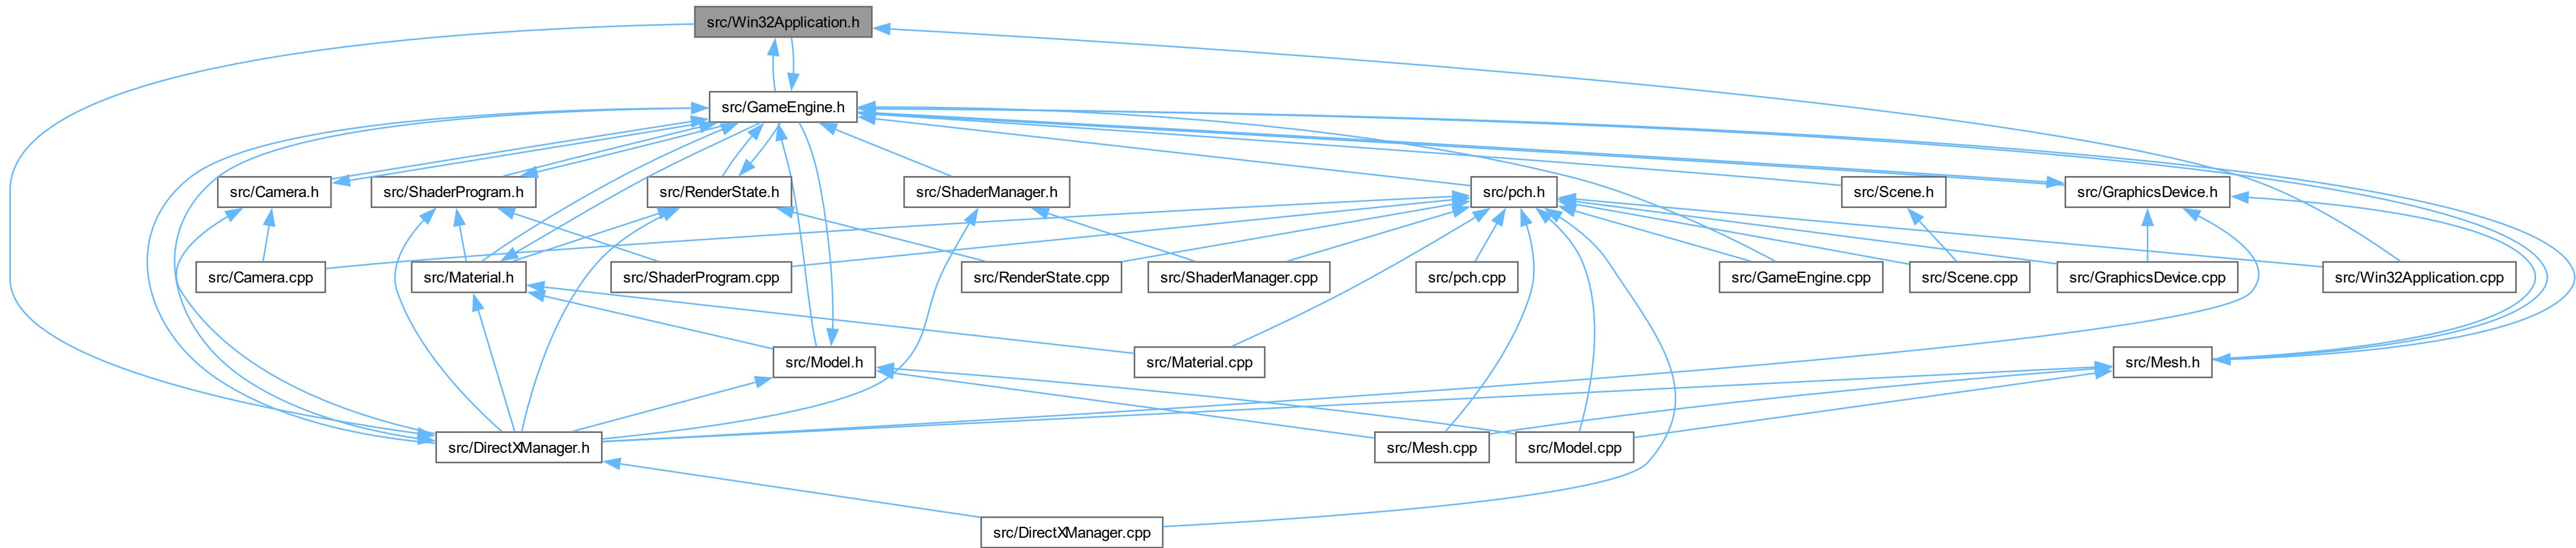 src/Win32Application.h
src/GameEngine.h
src/Camera.h
src/ShaderProgram.h
src/RenderState.h
src/ShaderManager.h
src/pch.h
src/Scene.h
src/GraphicsDevice.h
src/Camera.cpp
src/Material.h
src/ShaderProgram.cpp
src/RenderState.cpp
src/ShaderManager.cpp
src/pch.cpp
src/GameEngine.cpp
src/Scene.cpp
src/GraphicsDevice.cpp
src/Win32Application.cpp
src/Model.h
src/Material.cpp
src/Mesh.h
src/DirectXManager.h
src/Mesh.cpp
src/Model.cpp
src/DirectXManager.cpp